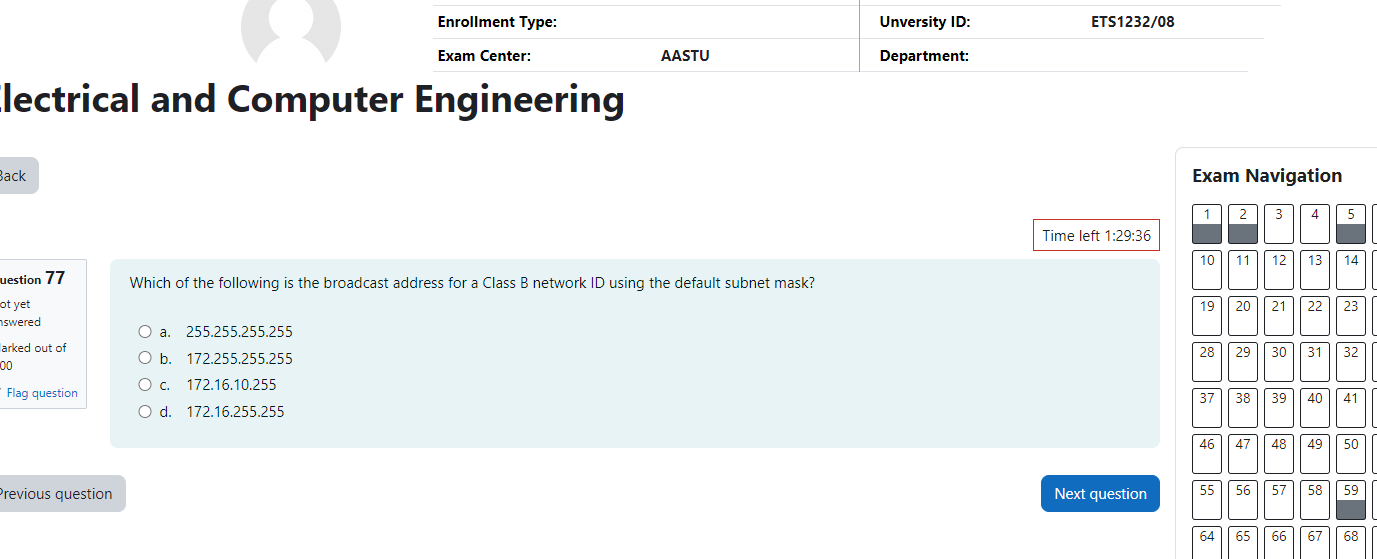 Enrollment Type: Unversity ID: ETS1232/08
Exam Center: AASTU Department:
lectrical and Computer Engineering
Back
Exam Navigation
1 2 3 4 5
Time left 1:29:36
10 11 12 13 14
uestion 77
Which of the following is the broadcast address for a Class B network ID using the default subnet mask?
ot yet
nswered
19 20 21 22 23
a. 255.255.255.255
arked out of
00
b. 172.255.255.255
28 29 30 31 32
c. 172.16.10.255
Flag question
d. 172.16.255.255
37 38 39 40 41
46 47 48 49 50
Previous question
Next question
55 56 57 58 59
64 65 66 67 68